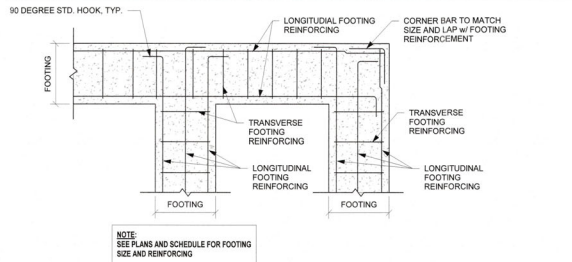 90 DEGREE STD. HOOK, TYP.
LONGITUDIAL FOOTING
REINFORCING
CORNER BAR TO MATCH
SIZE AND LAP w/ FOOTING
REINFORCEMENT
FOOTING
TRANSVERSE
FOOTING
REINFORCING
TRANSVERSE
FOOTING
REINFORCING
LONGITUDINAL
FOOTING
REINFORCING
LONGITUDINAL
FOOTING
REINFORCING
FOOTING
FOOTING
NOTE:
SEE PLANS AND SCHEDULE FOR FOOTING
SIZE AND REINFORCING